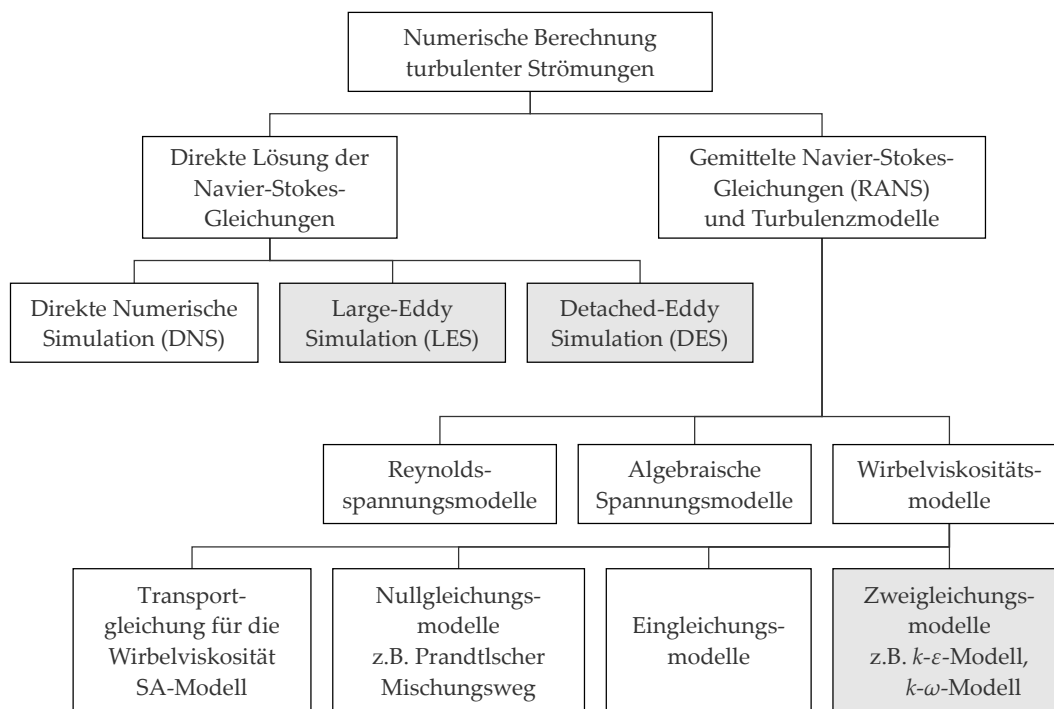 Numerische Berechnung
turbulenter Strömungen
Direkte Lösung der
Navier-Stokes-
Gleichungen
Gemittelte Navier-Stokes-
Gleichungen (RANS)
und Turbulenzmodelle
Direkte Numerische
Simulation (DNS)
Large-Eddy
Simulation (LES)
Detached-Eddy
Simulation (DES)
Reynolds-
spannungsmodelle
Algebraische
Spannungsmodelle
Wirbelviskositäts-
modelle
Transport-
gleichung für die
Wirbelviskosität
SA-Modell
Nullgleichungs-
modelle
z.B. Prandtlscher
Mischungsweg
Eingleichungs-
modelle
Zweigleichungs-
modelle
z.B. k-ε-Modell,
k-ω-Modell